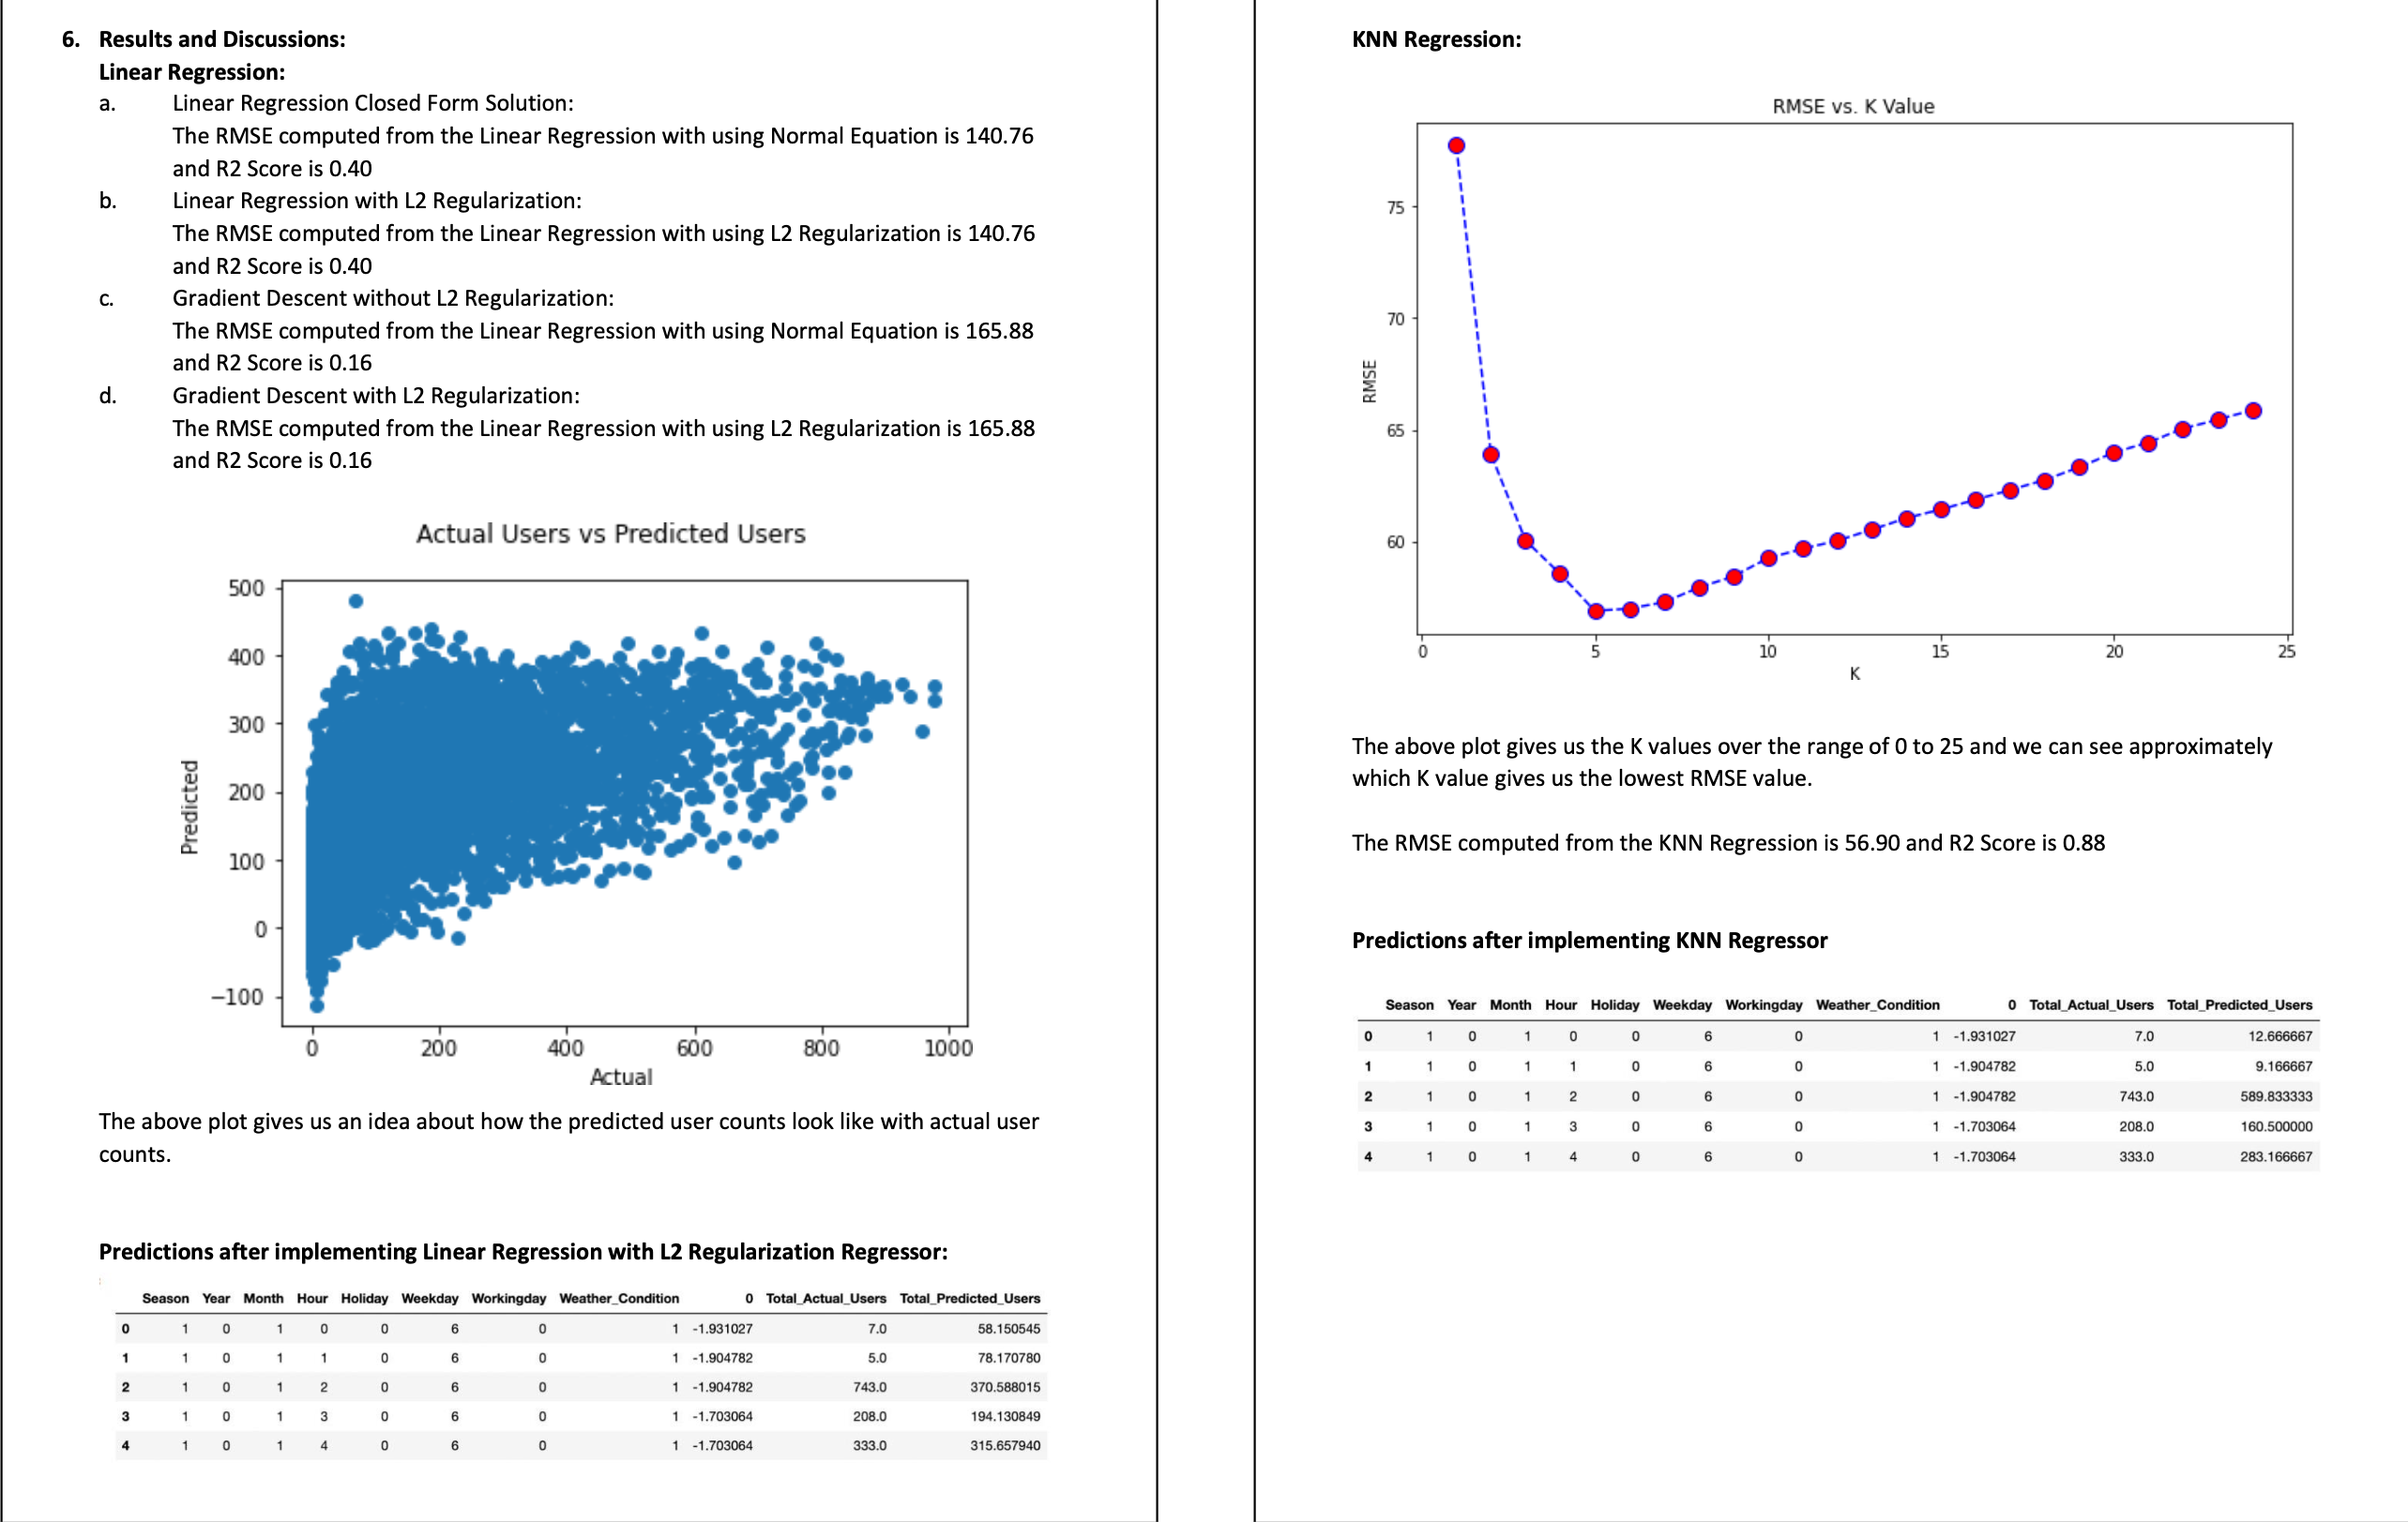 6. Results and Discussions:
Linear Regression:
a. Linear Regression Closed Form Solution:
The RMSE computed from the Linear Regression with using Normal Equation is 140.76
and R2 Score is 0.40
b. Linear Regression with L2 Regularization:
The RMSE computed from the Linear Regression with using L2 Regularization is 140.76
and R2 Score is 0.40
c. Gradient Descent without L2 Regularization:
The RMSE computed from the Linear Regression with using Normal Equation is 165.88
and R2 Score is 0.16
d. Gradient Descent with L2 Regularization:
The RMSE computed from the Linear Regression with using L2 Regularization is 165.88
and R2 Score is 0.16
Actual Users vs Predicted Users
500
400
300
200
100
0
−100
Predicted
0 200 400 600 800 1000
Actual
The above plot gives us an idea about how the predicted user counts look like with actual user
counts.
Predictions after implementing Linear Regression with L2 Regularization Regressor:
Season Year Month Hour Holiday Weekday Workingday Weather_Condition 0 Total_Actual_Users Total_Predicted_Users
0 1 0 1 0 0 6 0 1 -1.931027 7.0 58.150545
1 1 0 1 1 0 6 0 1 -1.904782 5.0 78.170780
2 1 0 1 2 0 6 0 1 -1.904782 743.0 370.588015
3 1 0 1 3 0 6 0 1 -1.703064 208.0 194.130849
4 1 0 1 4 0 6 0 1 -1.703064 333.0 315.657940
KNN Regression:
RMSE vs. K Value
75
70
65
60
RMSE
0 5 10 15 20 25
K
The above plot gives us the K values over the range of 0 to 25 and we can see approximately
which K value gives us the lowest RMSE value.
The RMSE computed from the KNN Regression is 56.90 and R2 Score is 0.88
Predictions after implementing KNN Regressor
Season Year Month Hour Holiday Weekday Workingday Weather_Condition 0 Total_Actual_Users Total_Predicted_Users
0 1 0 1 0 0 6 0 1 -1.931027 7.0 12.666667
1 1 0 1 1 0 6 0 1 -1.904782 5.0 9.166667
2 1 0 1 2 0 6 0 1 -1.904782 743.0 589.833333
3 1 0 1 3 0 6 0 1 -1.703064 208.0 160.500000
4 1 0 1 4 0 6 0 1 -1.703064 333.0 283.166667